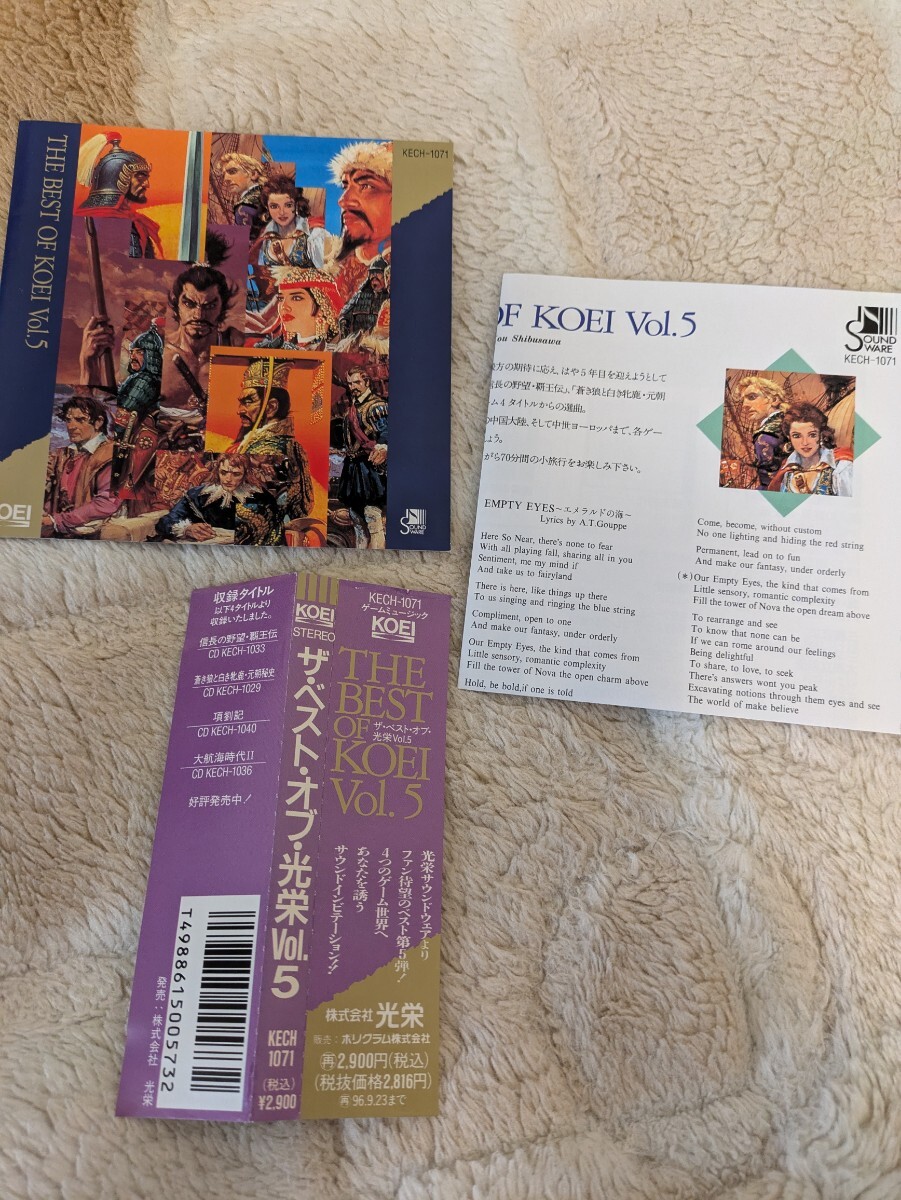 THE BEST OF KOEI Vol.5
KECH-1071
KOEI
SOUND
WARE
OF KOEI Vol.5
ou Shibusawa
SOUND
WARE
KECH-1071
方の期待に応え、はや5年目を迎えようとして
長の野望・覇王伝」、「蒼き狼と白き牝鹿・元朝
ム4タイトルからの選曲。
中国大陸、そして中世ヨーロッパまで、各ゲー
ょう。
がら70分間の小旅行をお楽しみ下さい。
EMPTY EYES〜エメラルドの海〜
Lyrics by A.T.Gouppe
Here So Near, there's none to fear
With all playing fall, sharing all in you
Sentiment, me my mind if
And take us to fairyland
There is here, like things up there
To us singing and ringing the blue string
Compliment, open to one
And make our fantasy, under orderly
Our Empty Eyes, the kind that comes from
Little sensory, romantic complexity
Fill the tower of Nova the open charm above
Hold, be bold,if one is told
Come, become, without custom
No one lighting and hiding the red string
Permanent, lead on to fun
And make our fantasy, under orderly
(*)Our Empty Eyes, the kind that comes from
Little sensory, romantic complexity
Fill the tower of Nova the open dream above
To rearrange and see
To know that none can be
If we can come around our feelings
Being delightful
To share, to love, to seek
There's answers wont you peak
Excavating notions through them eyes and see
The world of make believe
収録タイトル
以下4タイトルより
収録いたしました。
信長の野望・覇王伝
CD KECH-1033
蒼き狼と白き牝鹿・元朝秘史
CD KECH-1029
項劉記
CD KECH-1040
大航海時代II
CD KECH-1036
好評発売中！
T4988615005732
発売：株式会社 光栄
KOEI
STEREO
ザ・ベスト・オブ・光栄 Vol.5
KECH
1071
(税込)
¥2,900
KECH-1071
ゲームミュージック
KOEI
THE
BEST
OF
ザ・ベスト・オブ・
光栄Vol.5
KOEI
Vol.5
光栄サウンドウェアより
ファン待望のベスト第5弾！
4つのゲーム世界へ
あなたを誘う
サウンドインビテーション!!
株式会社 光栄
販売：ポリグラム株式会社
再2,900円(税込)
(税抜価格2,816円)
再96.9.23まで